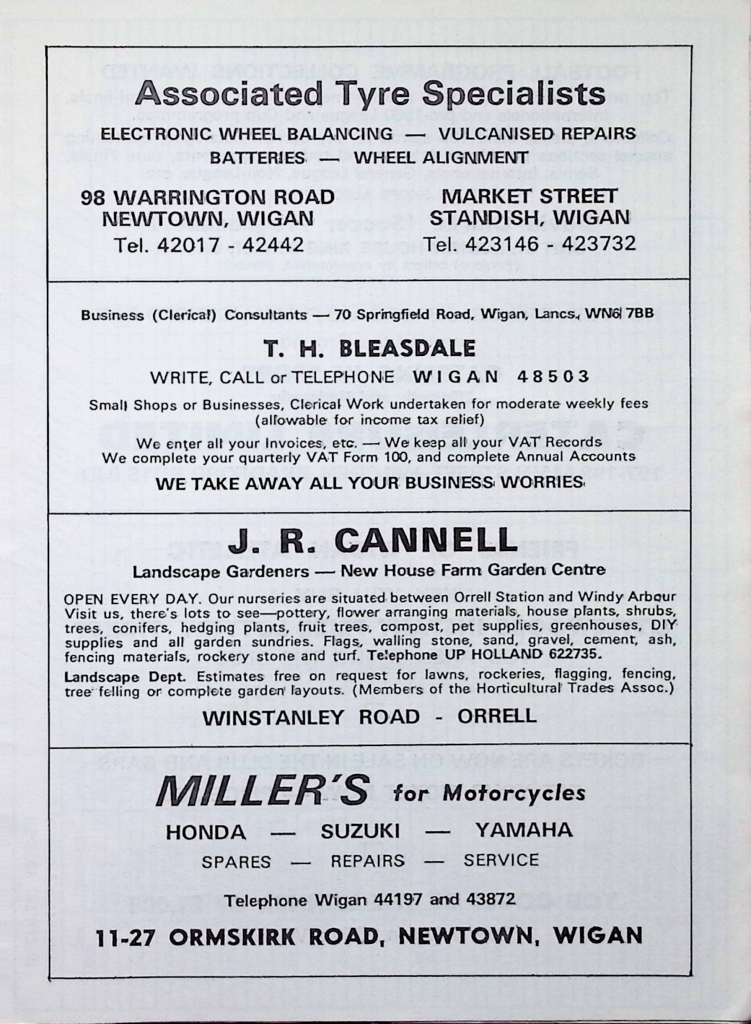 Associated Tyre Specialists
ELECTRONIC WHEEL BALANCING — VULCANISED REPAIRS
BATTERIES — WHEEL ALIGNMENT
98 WARRINGTON ROAD
NEWTOWN, WIGAN
Tel. 42017 - 42442
MARKET STREET
STANDISH, WIGAN
Tel. 423146 - 423732
Business (Clerical) Consultants — 70 Springfield Road, Wigan, Lancs., WN6 7BB
T. H. BLEASDALE
WRITE, CALL or TELEPHONE WIGAN 48503
Small Shops or Businesses, Clerical Work undertaken for moderate weekly fees
(allowable for income tax relief)
We enter all your Invoices, etc. — We keep all your VAT Records
We complete your quarterly VAT Form 100, and complete Annual Accounts
WE TAKE AWAY ALL YOUR BUSINESS WORRIES
J. R. CANNELL
Landscape Gardeners — New House Farm Garden Centre
OPEN EVERY DAY. Our nurseries are situated between Orrell Station and Windy Arbour
Visit us, there's lots to see—pottery, flower arranging materials, house plants, shrubs,
trees, conifers, hedging plants, fruit trees, compost, pet supplies, greenhouses, DIY
supplies and all garden sundries. Flags, walling stone, sand, gravel, cement, ash,
fencing materials, rockery stone and turf. Telephone UP HOLLAND 622735.
Landscape Dept. Estimates free on request for lawns, rockeries, flagging, fencing,
tree felling or complete garden layouts. (Members of the Horticultural Trades Assoc.)
WINSTANLEY ROAD - ORRELL
MILLER'S for Motorcycles
HONDA — SUZUKI — YAMAHA
SPARES — REPAIRS — SERVICE
Telephone Wigan 44197 and 43872
11-27 ORMSKIRK ROAD, NEWTOWN, WIGAN